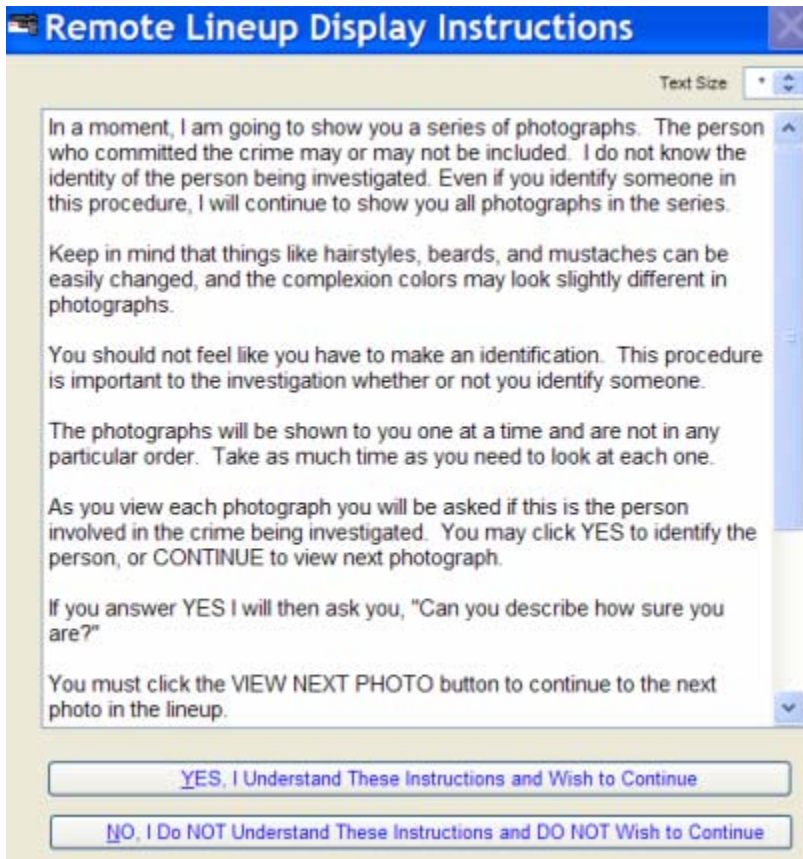 Remote Lineup Display Instructions
Text Size
In a moment, I am going to show you a series of photographs. The person
who committed the crime may or may not be included. I do not know the
identity of the person being investigated. Even if you identify someone in
this procedure, I will continue to show you all photographs in the series.
Keep in mind that things like hairstyles, beards, and mustaches can be
easily changed, and the complexion colors may look slightly different in
photographs.
You should not feel like you have to make an identification. This procedure
is important to the investigation whether or not you identify someone.
The photographs will be shown to you one at a time and are not in any
particular order. Take as much time as you need to look at each one.
As you view each photograph you will be asked if this is the person
involved in the crime being investigated. You may click YES to identify the
person, or CONTINUE to view next photograph.
If you answer YES I will then ask you, "Can you describe how sure you
are?"
You must click the VIEW NEXT PHOTO button to continue to the next
photo in the lineup.
YES, I Understand These Instructions and Wish to Continue
NO, I Do NOT Understand These Instructions and DO NOT Wish to Continue